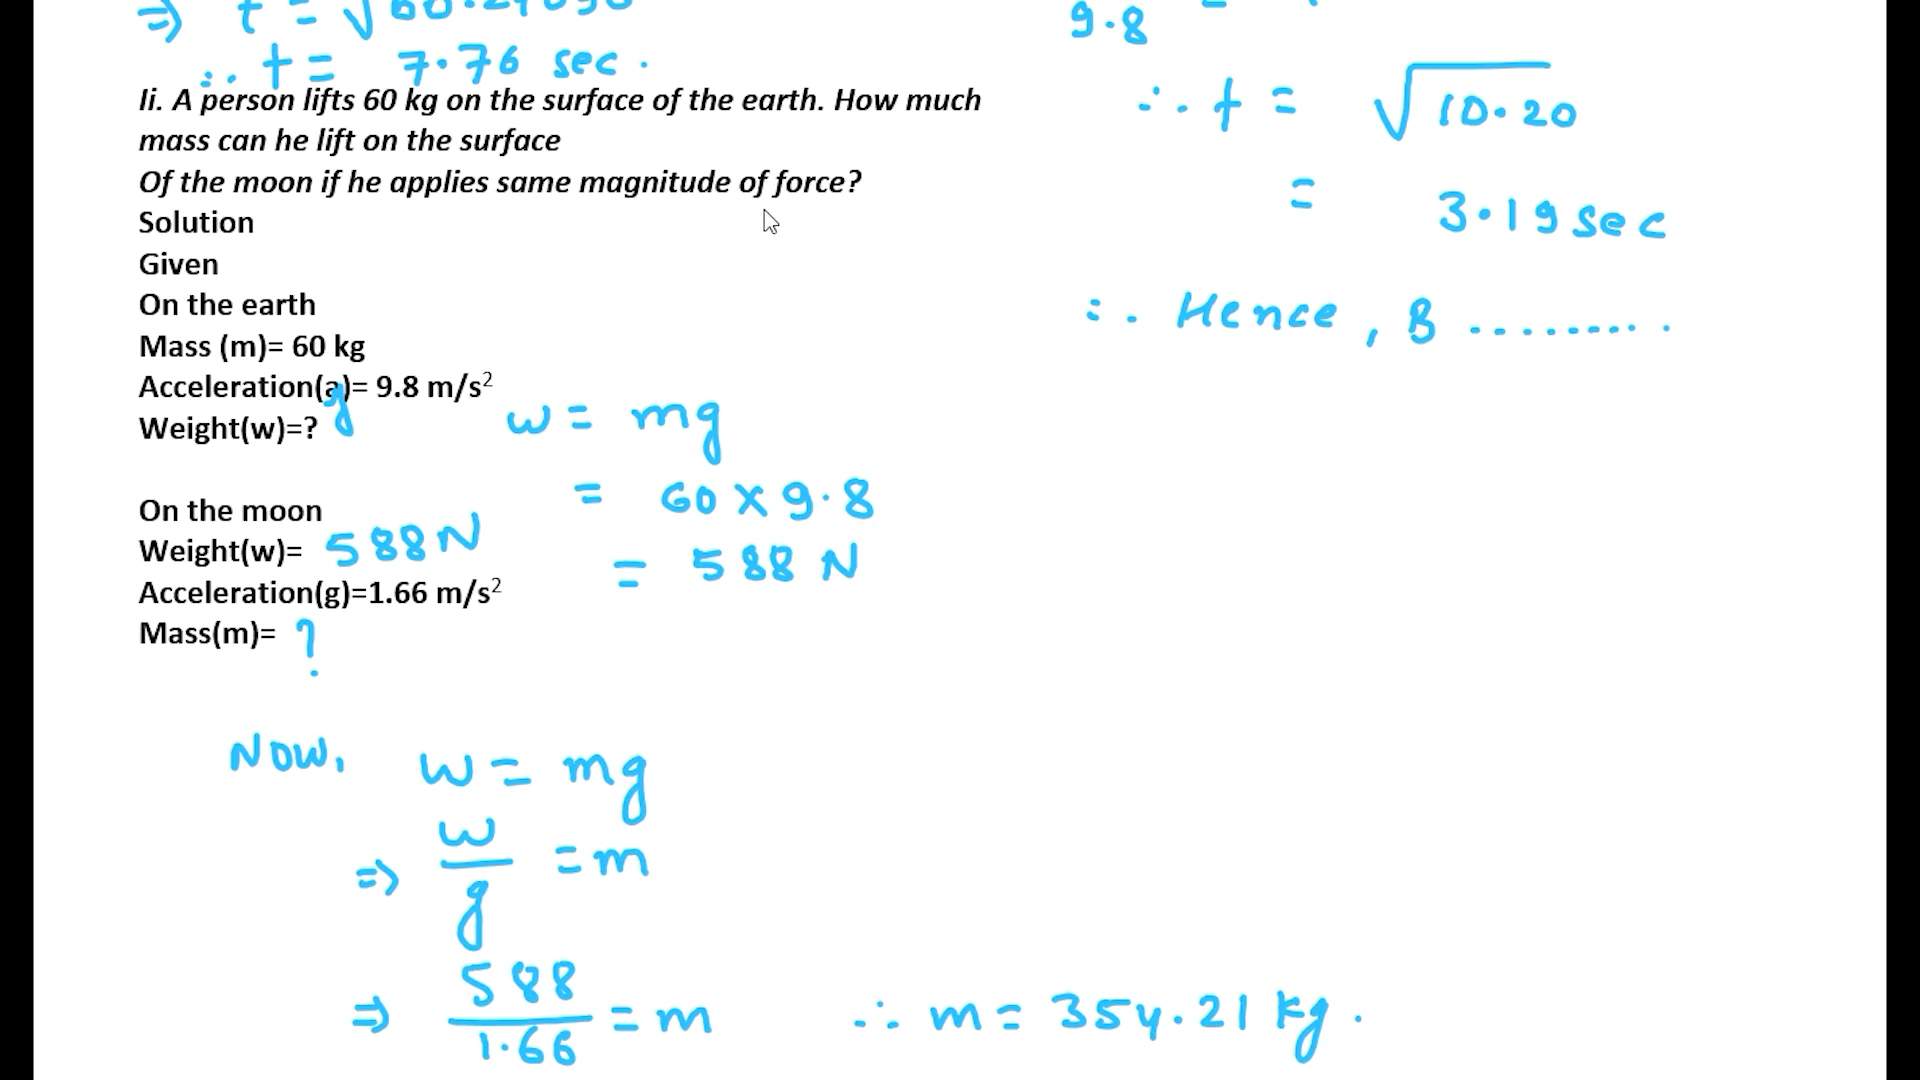 ∴ t = 7.76 sec.
Ii. A person lifts 60 kg on the surface of the earth. How much
mass can he lift on the surface
Of the moon if he applies same magnitude of force?
Solution
Given
On the earth
Mass (m)= 60 kg
Acceleration(a)= 9.8 m/s²
g
Weight(w)=?
w = mg
= 60 x 9.8
= 588 N
On the moon
Weight(w)= 588 N
Acceleration(g)=1.66 m/s²
Mass(m)= ?
Now, w = mg
⇒ w/g = m
⇒ 588/1.66 = m ∴ m = 354.21 kg.
9.8
∴ t = √10.20
= 3.19 sec
∴ Hence, B .........